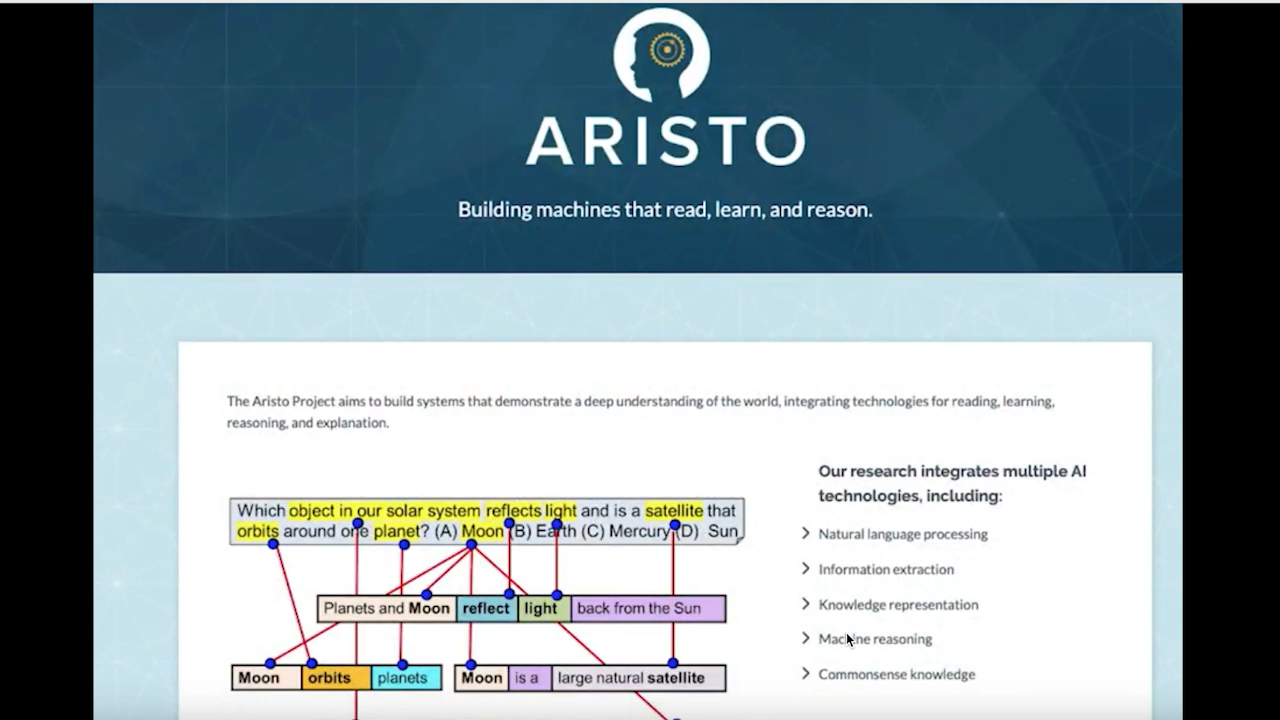 ARISTO
Building machines that read, learn, and reason.
The Aristo Project aims to build systems that demonstrate a deep understanding of the world, integrating technologies for reading, learning,
reasoning, and explanation.
Which object in our solar system reflects light and is a satellite that
orbits around one planet? (A) Moon (B) Earth (C) Mercury (D) Sun
Planets and Moon reflect light back from the Sun
Moon orbits planets
Moon is a large natural satellite
Our research integrates multiple AI
technologies, including:
Natural language processing
Information extraction
Knowledge representation
Machine reasoning
Commonsense knowledge